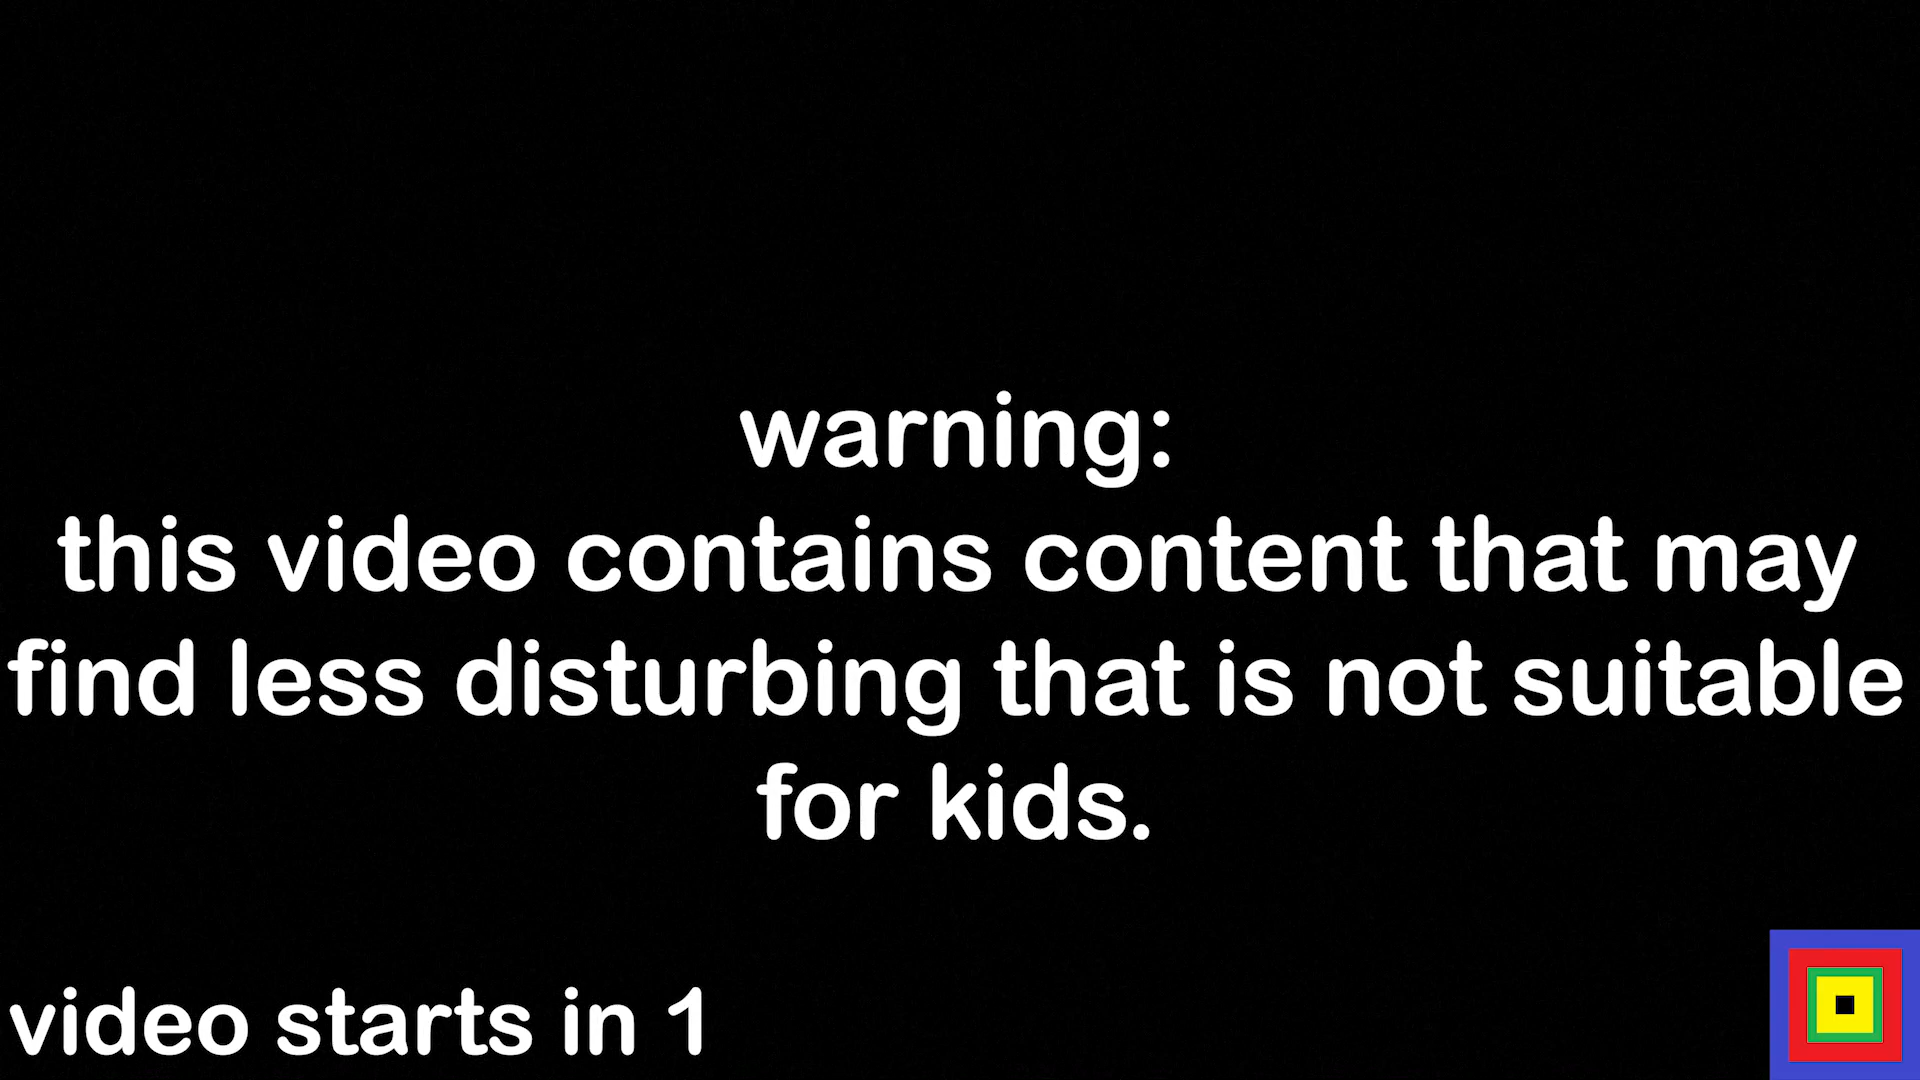 warning:
this video contains content that may
find less disturbing that is not suitable
for kids.
video starts in 1